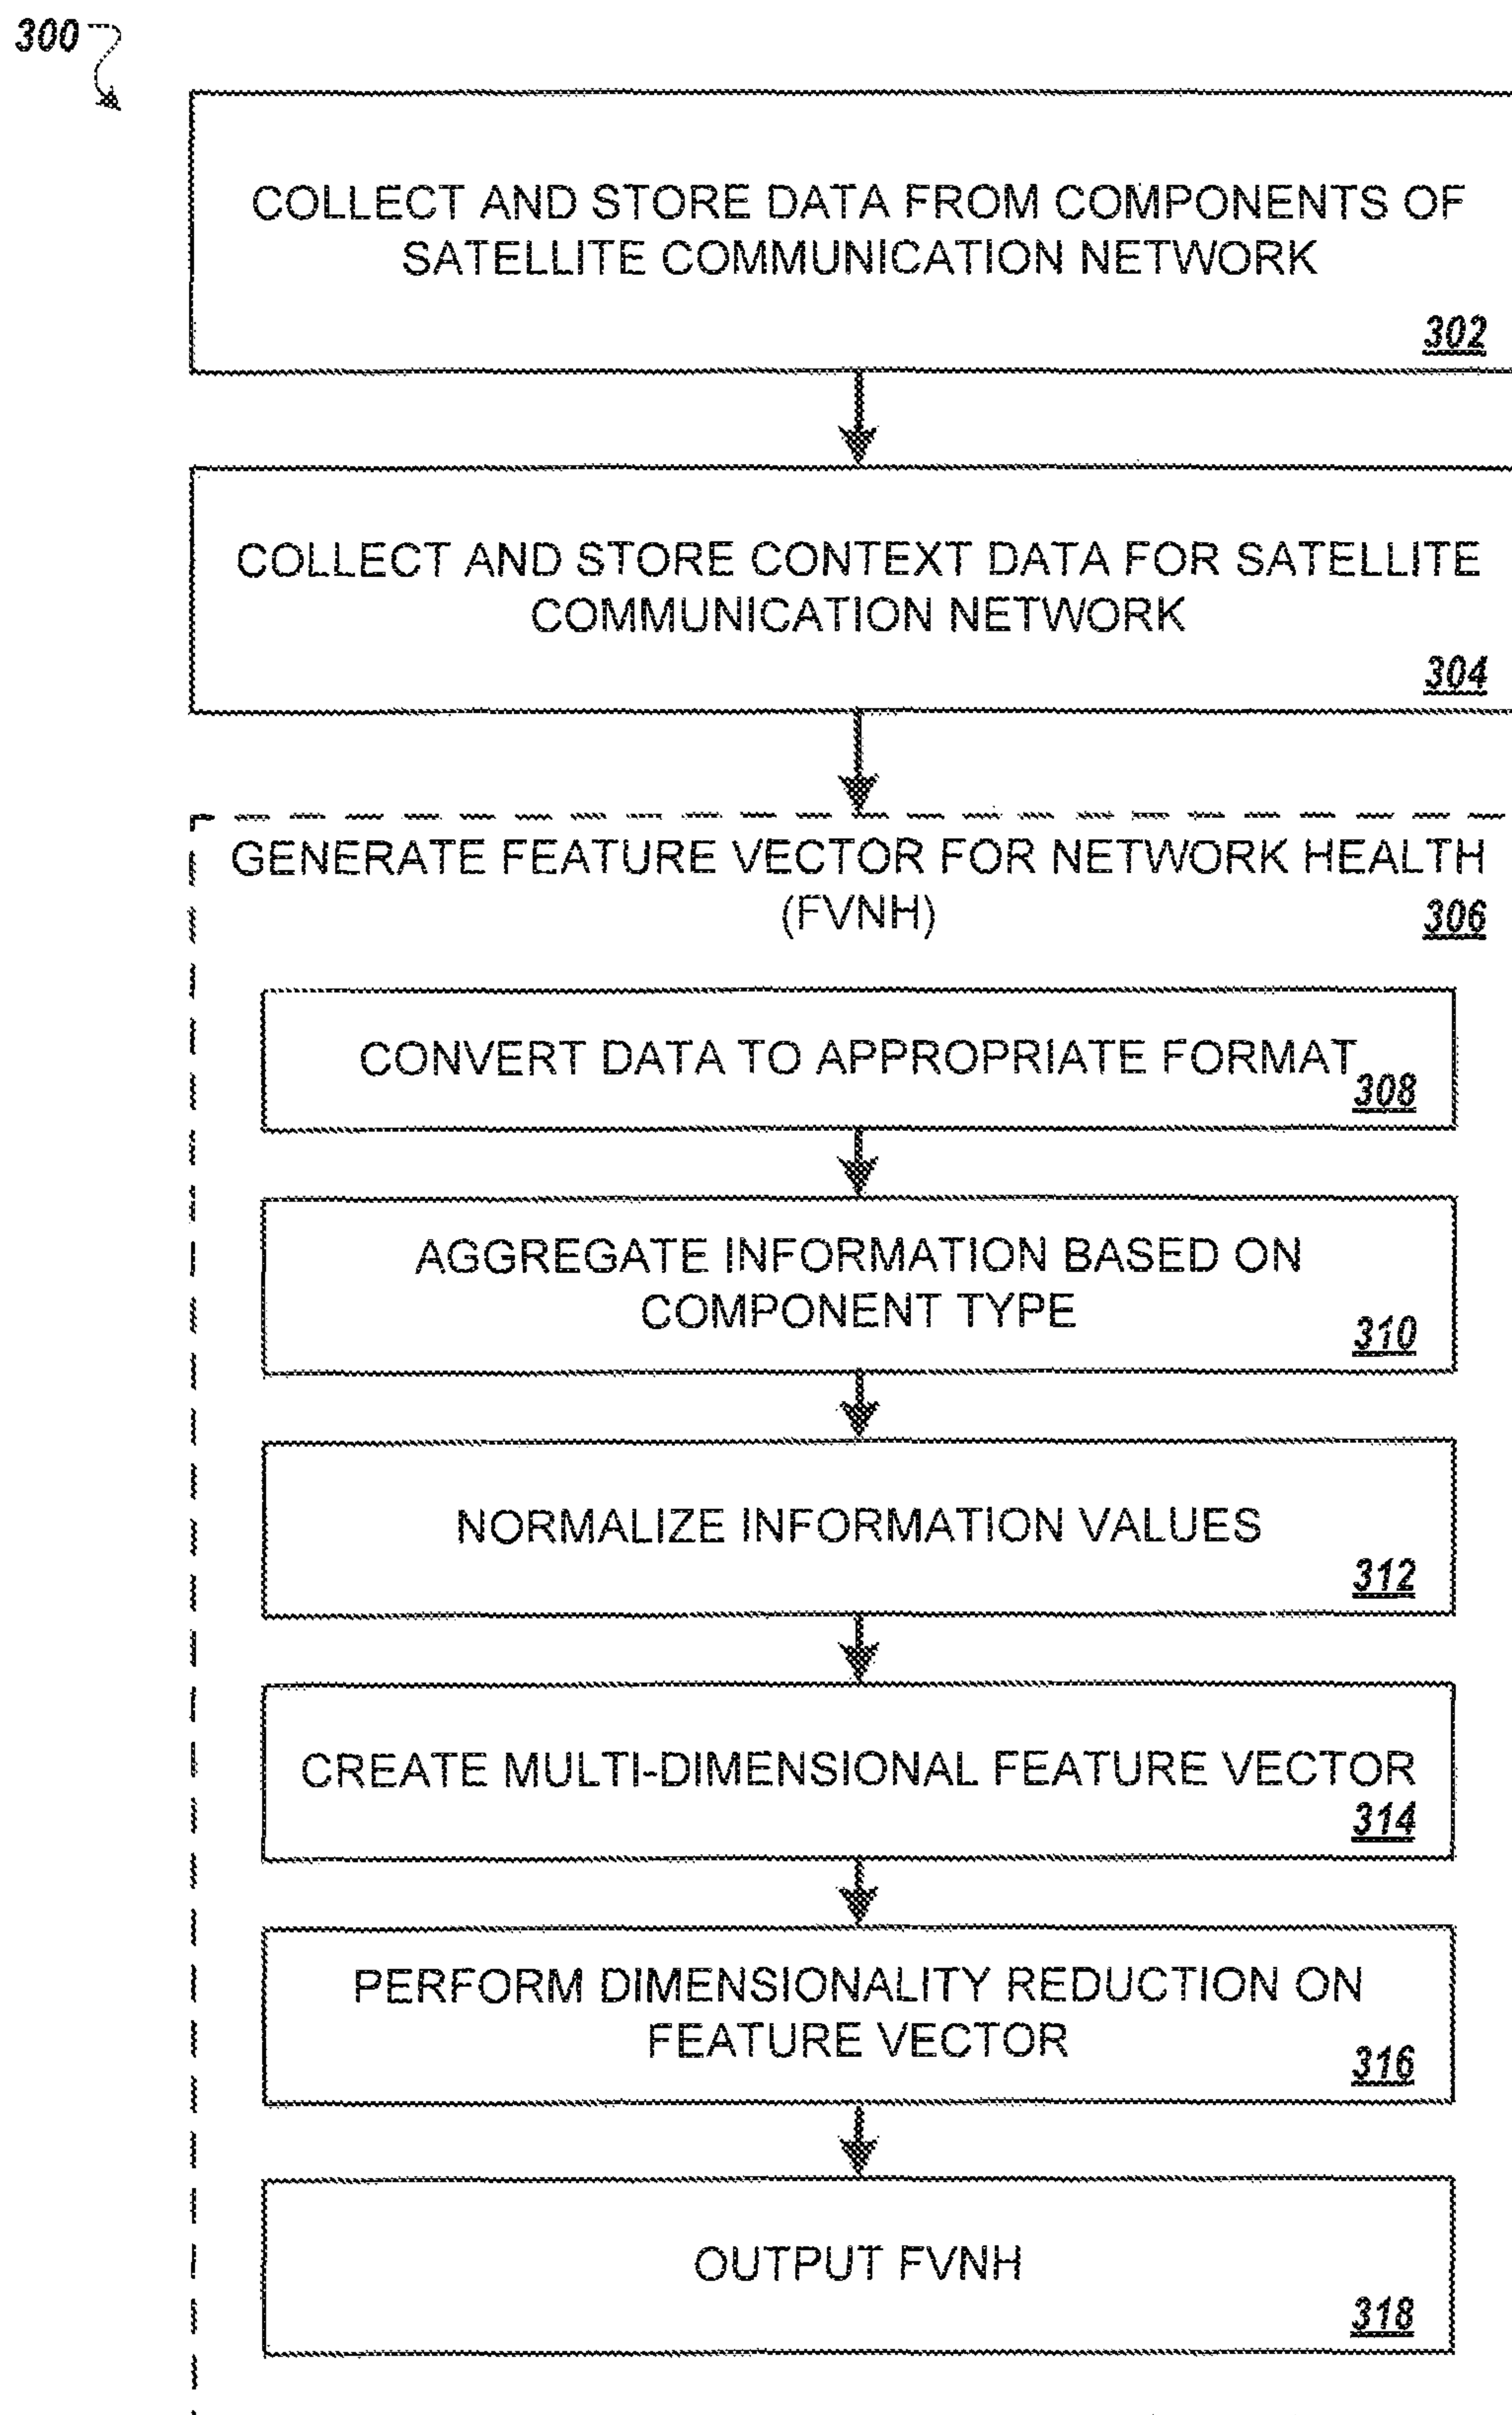 300
COLLECT AND STORE DATA FROM COMPONENTS OF
SATELLITE COMMUNICATION NETWORK
302
COLLECT AND STORE CONTEXT DATA FOR SATELLITE
COMMUNICATION NETWORK
304
GENERATE FEATURE VECTOR FOR NETWORK HEALTH
(FVNH)
306
CONVERT DATA TO APPROPRIATE FORMAT
308
AGGREGATE INFORMATION BASED ON
COMPONENT TYPE
310
NORMALIZE INFORMATION VALUES
312
CREATE MULTI-DIMENSIONAL FEATURE VECTOR
314
PERFORM DIMENSIONALITY REDUCTION ON
FEATURE VECTOR
316
OUTPUT FVNH
318